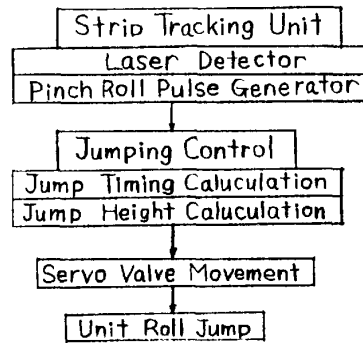 Strip Tracking Unit
Laser Detector
Pinch Roll Pulse Generator
Jumping Control
Jump Timing Caluculation
Jump Height Caluculation
Servo Valve Movement
Unit Roll Jump